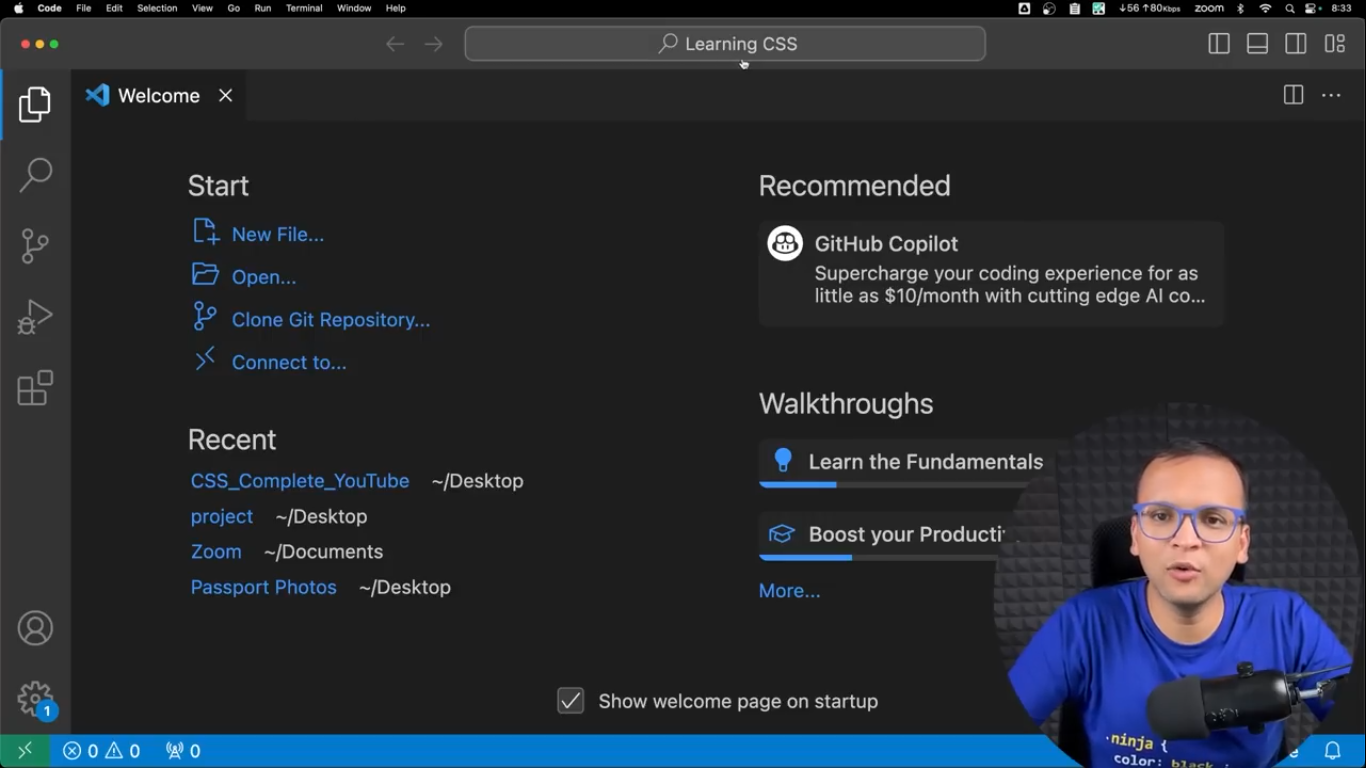 Code File Edit Selection View Go Run Terminal Window Help
↓56 ↑80Kbps zoom 8:33
Learning CSS
Welcome
Start
New File...
Open...
Clone Git Repository...
Connect to...
Recent
CSS_Complete_YouTube ~/Desktop
project ~/Desktop
Zoom ~/Documents
Passport Photos ~/Desktop
Recommended
GitHub Copilot
Supercharge your coding experience for as
little as $10/month with cutting edge AI co...
Walkthroughs
Learn the Fundamentals
Boost your Producti
More...
Show welcome page on startup
1
0 0 0
.ninja {
color: black